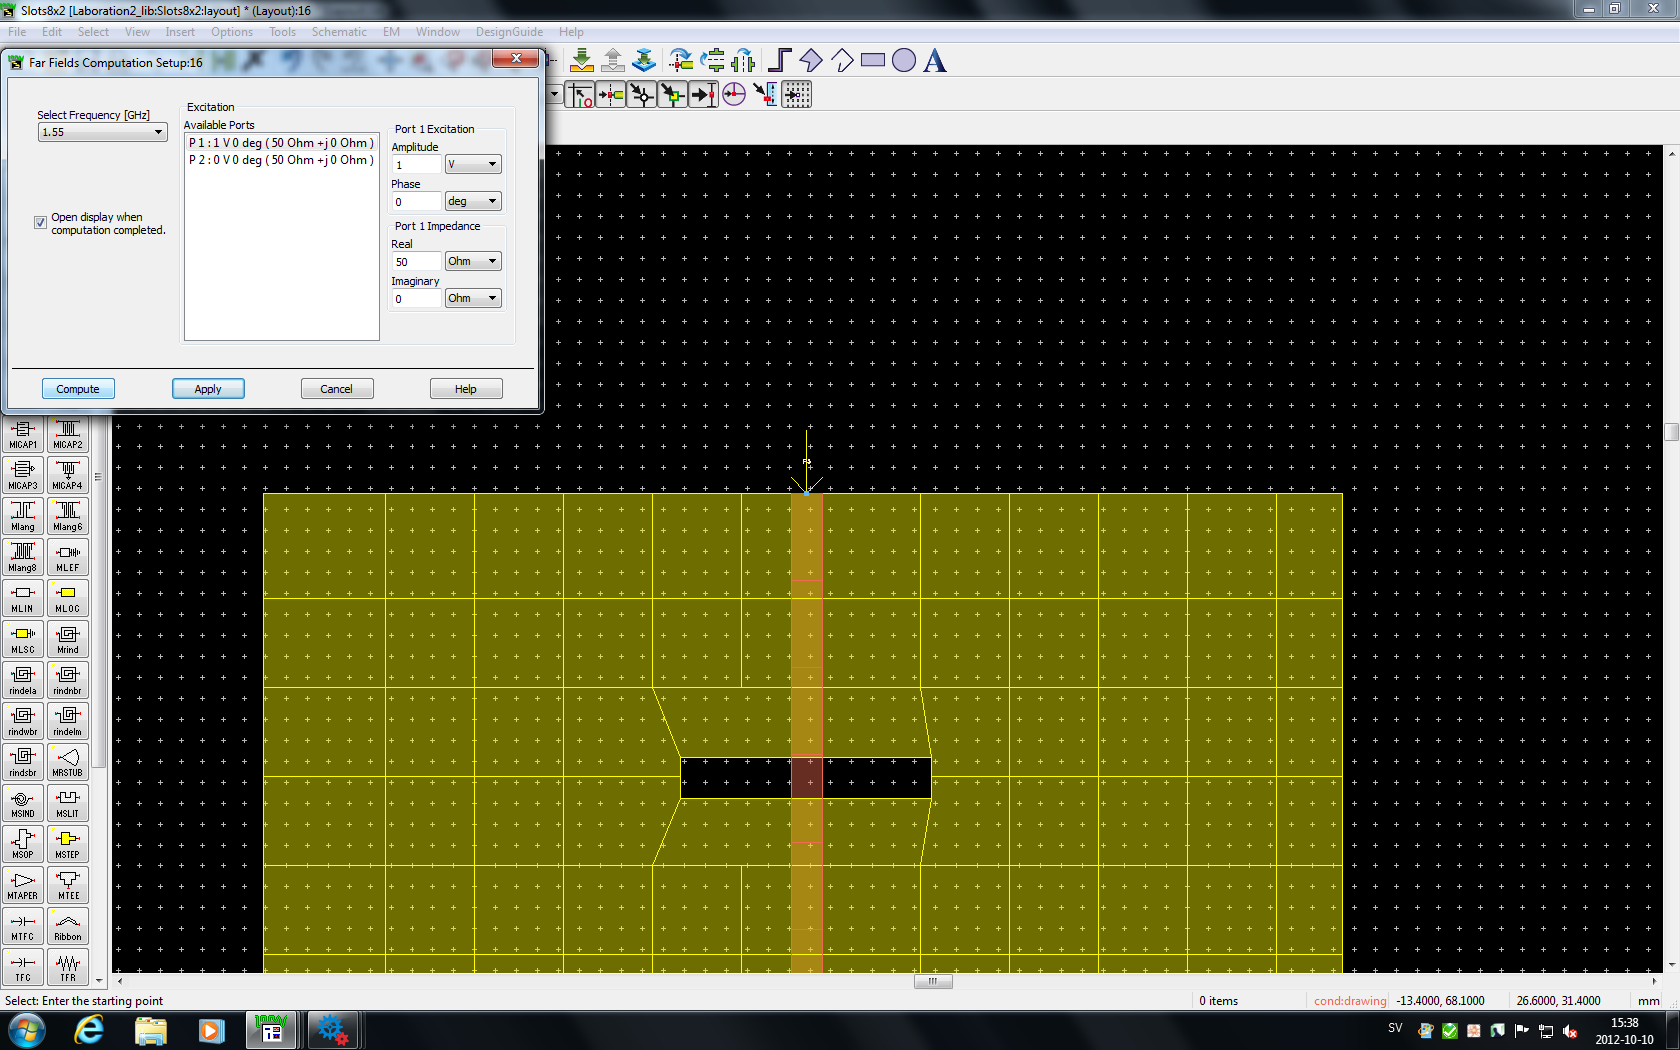 Slots8x2 [Laboration2_lib:Slots8x2:layout] * (Layout):16
File Edit Select View Insert Options Tools Schematic EM Window DesignGuide Help
Far Fields Computation Setup:16
Select Frequency [GHz]
1.55
Open display when
computation completed.
Excitation
Available Ports
P 1 : 1 V 0 deg ( 50 Ohm +j 0 Ohm )
P 2 : 0 V 0 deg ( 50 Ohm +j 0 Ohm )
Port 1 Excitation
Amplitude
1 V
Phase
0 deg
Port 1 Impedance
Real
50 Ohm
Imaginary
0 Ohm
Compute Apply Cancel Help
MICAP1 MICAP2
MICAP3 MICAP4
Mlang Mlang6
Mlang8 MLEF
MLIN MLOC
MLSC Mrind
rindela rindnbr
rindwbr rindelm
rindsbr MRSTUB
MSIND MSLIT
MSOP MSTEP
MTAPER MTEE
MTFC Ribbon
TFC TFR
Select: Enter the starting point
0 items
cond:drawing
-13.4000, 68.1000
26.6000, 31.4000
mm
SV
15:38
2012-10-10